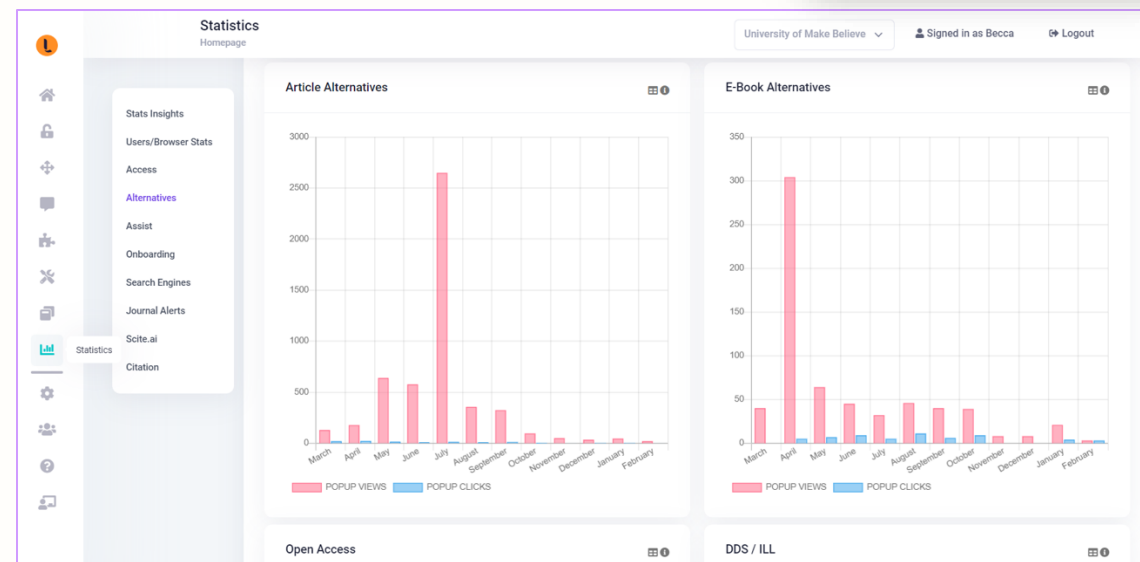 Statistics
Homepage
University of Make Believe
Signed in as Becca
Logout
Stats Insights
Users/Browser Stats
Access
Alternatives
Assist
Onboarding
Search Engines
Journal Alerts
Scite.ai
Citation
Statistics
Article Alternatives
3000
2500
2000
1500
1000
500
0
March April May June July August September October November December January February
POPUP VIEWS POPUP CLICKS
E-Book Alternatives
350
300
250
200
150
100
50
0
March April May June July August September October November December January February
POPUP VIEWS POPUP CLICKS
Open Access
DDS / ILL